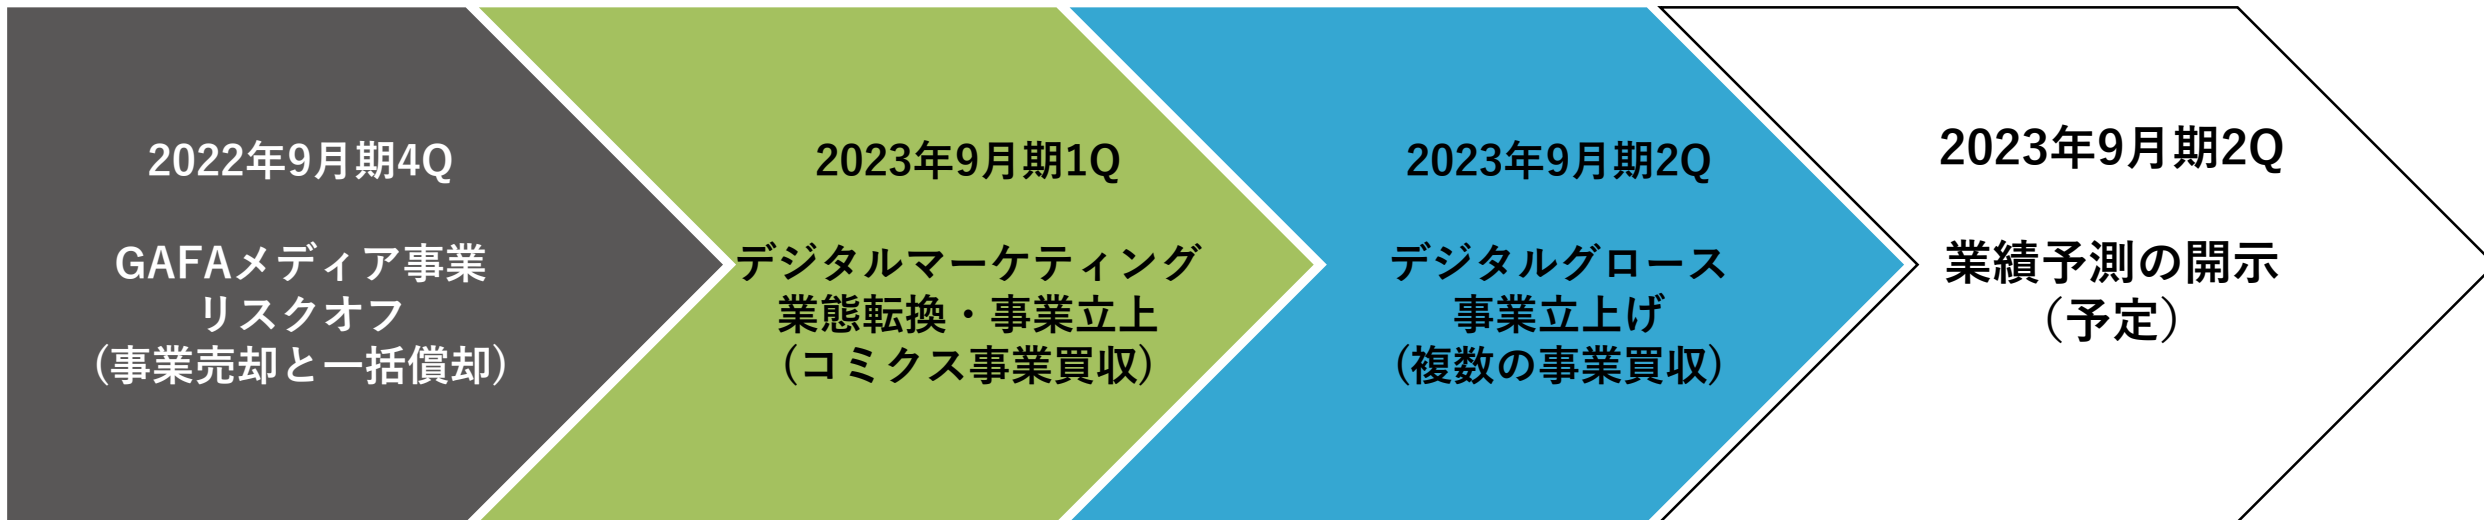 2022年9月期4Q
GAFAメディア事業
リスクオフ
(事業売却と一括償却)
2023年9月期1Q
デジタルマーケティング
業態転換・事業立上
(コミクス事業買収)
2023年9月期2Q
デジタルグロース
事業立上げ
(複数の事業買収)
2023年9月期2Q
業績予測の開示
(予定)